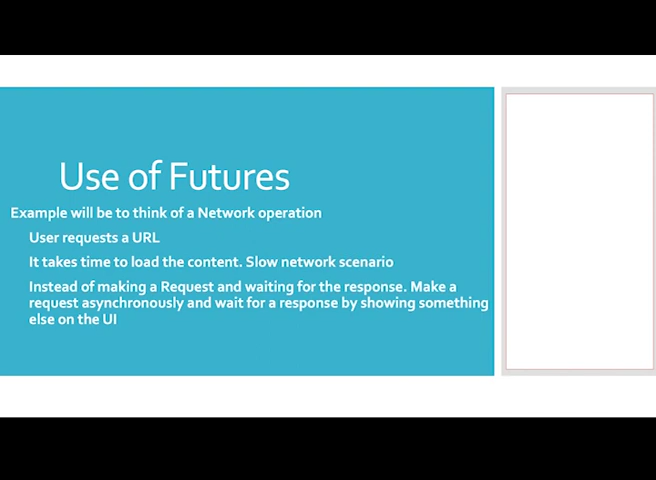 Use of Futures
Example will be to think of a Network operation
User requests a URL
It takes time to load the content. Slow network scenario
Instead of making a Request and waiting for the response. Make a
request asynchronously and wait for a response by showing something
else on the UI